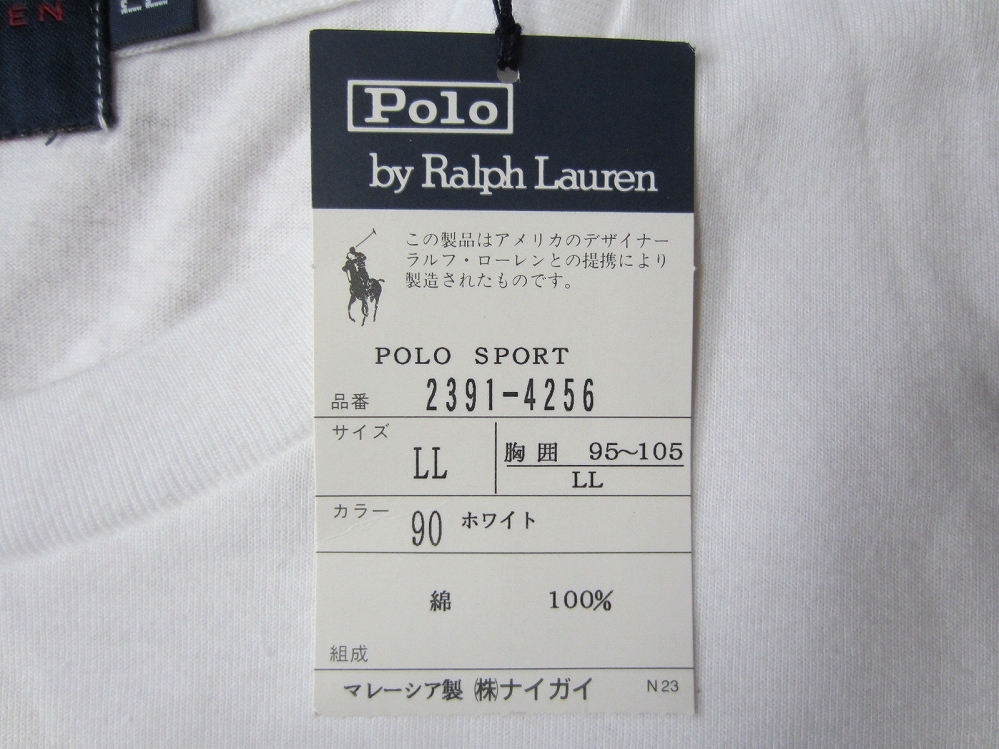 EN
Polo
by Ralph Lauren
この製品はアメリカのデザイナー
ラルフ・ローレンとの提携により
製造されたものです。
POLO SPORT
品番 2391-4256
サイズ LL 胸囲 95〜105
LL
カラー 90 ホワイト
綿 100%
組成
マレーシア製 ㈱ナイガイ N23